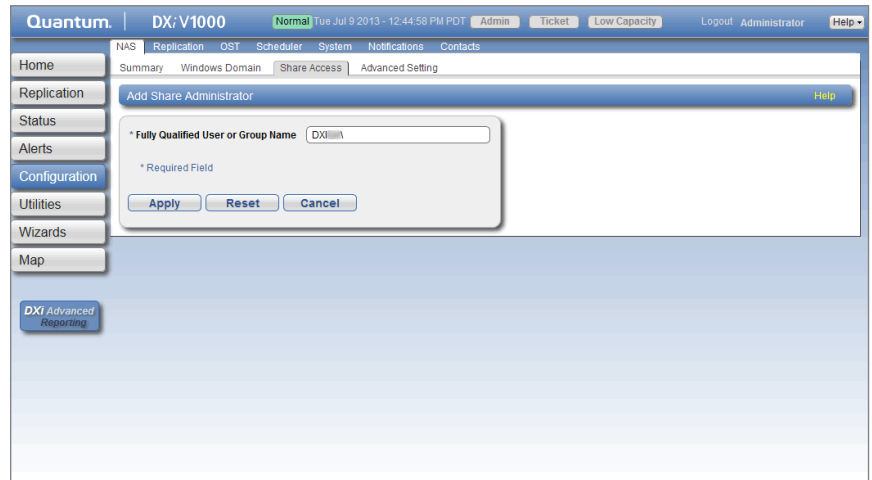 Quantum. DXi V1000 Normal Tue Jul 9 2013 - 12:44:58 PM PDT Admin Ticket Low Capacity Logout Administrator Help
NAS Replication OST Scheduler System Notifications Contacts
Summary Windows Domain Share Access Advanced Setting
Home
Replication
Status
Alerts
Configuration
Utilities
Wizards
Map
DXi Advanced
Reporting
Add Share Administrator Help
* Fully Qualified User or Group Name
* Required Field
Apply Reset Cancel